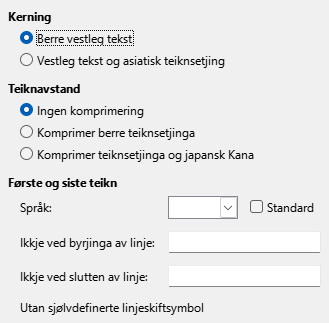 Kerning
Berre vestleg tekst
Vestleg tekst og asiatisk teiknsetjing
Teiknavstand
Ingen komprimering
Komprimer berre teiknsetjinga
Komprimer teiknsetjinga og japansk Kana
Første og siste teikn
Språk: Standard
Ikkje ved byrjinga av linje:
Ikkje ved slutten av linje:
Utan sjølvdefinerte linjeskiftsymbol